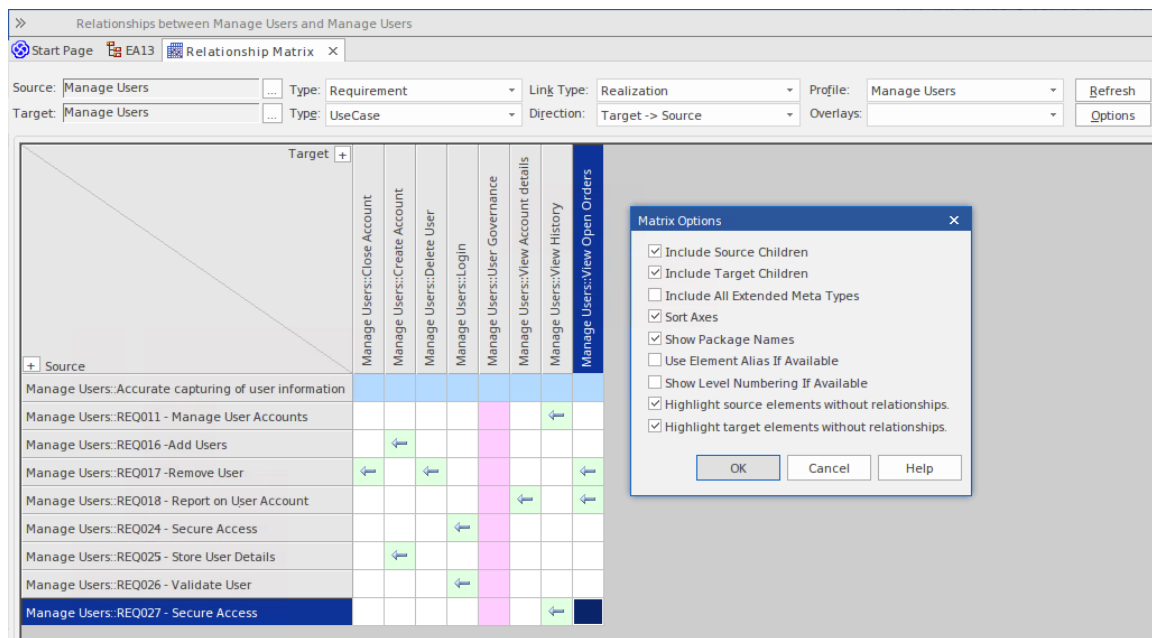 Relationships between Manage Users and Manage Users
Start Page EA13 Relationship Matrix
Source: Manage Users ... Type: Requirement Link Type: Realization Profile: Manage Users Refresh
Target: Manage Users ... Type: UseCase Direction: Target -> Source Overlays: Options
Target +
Manage Users::Close Account
Manage Users::Create Account
Manage Users::Delete User
Manage Users::Login
Manage Users::User Governance
Manage Users::View Account details
Manage Users::View History
Manage Users::View Open Orders
+ Source
Manage Users::Accurate capturing of user information
Manage Users::REQ011 - Manage User Accounts
Manage Users::REQ016 -Add Users
Manage Users::REQ017 -Remove User
Manage Users::REQ018 - Report on User Account
Manage Users::REQ024 - Secure Access
Manage Users::REQ025 - Store User Details
Manage Users::REQ026 - Validate User
Manage Users::REQ027 - Secure Access
Matrix Options
Include Source Children
Include Target Children
Include All Extended Meta Types
Sort Axes
Show Package Names
Use Element Alias If Available
Show Level Numbering If Available
Highlight source elements without relationships.
Highlight target elements without relationships.
OK Cancel Help